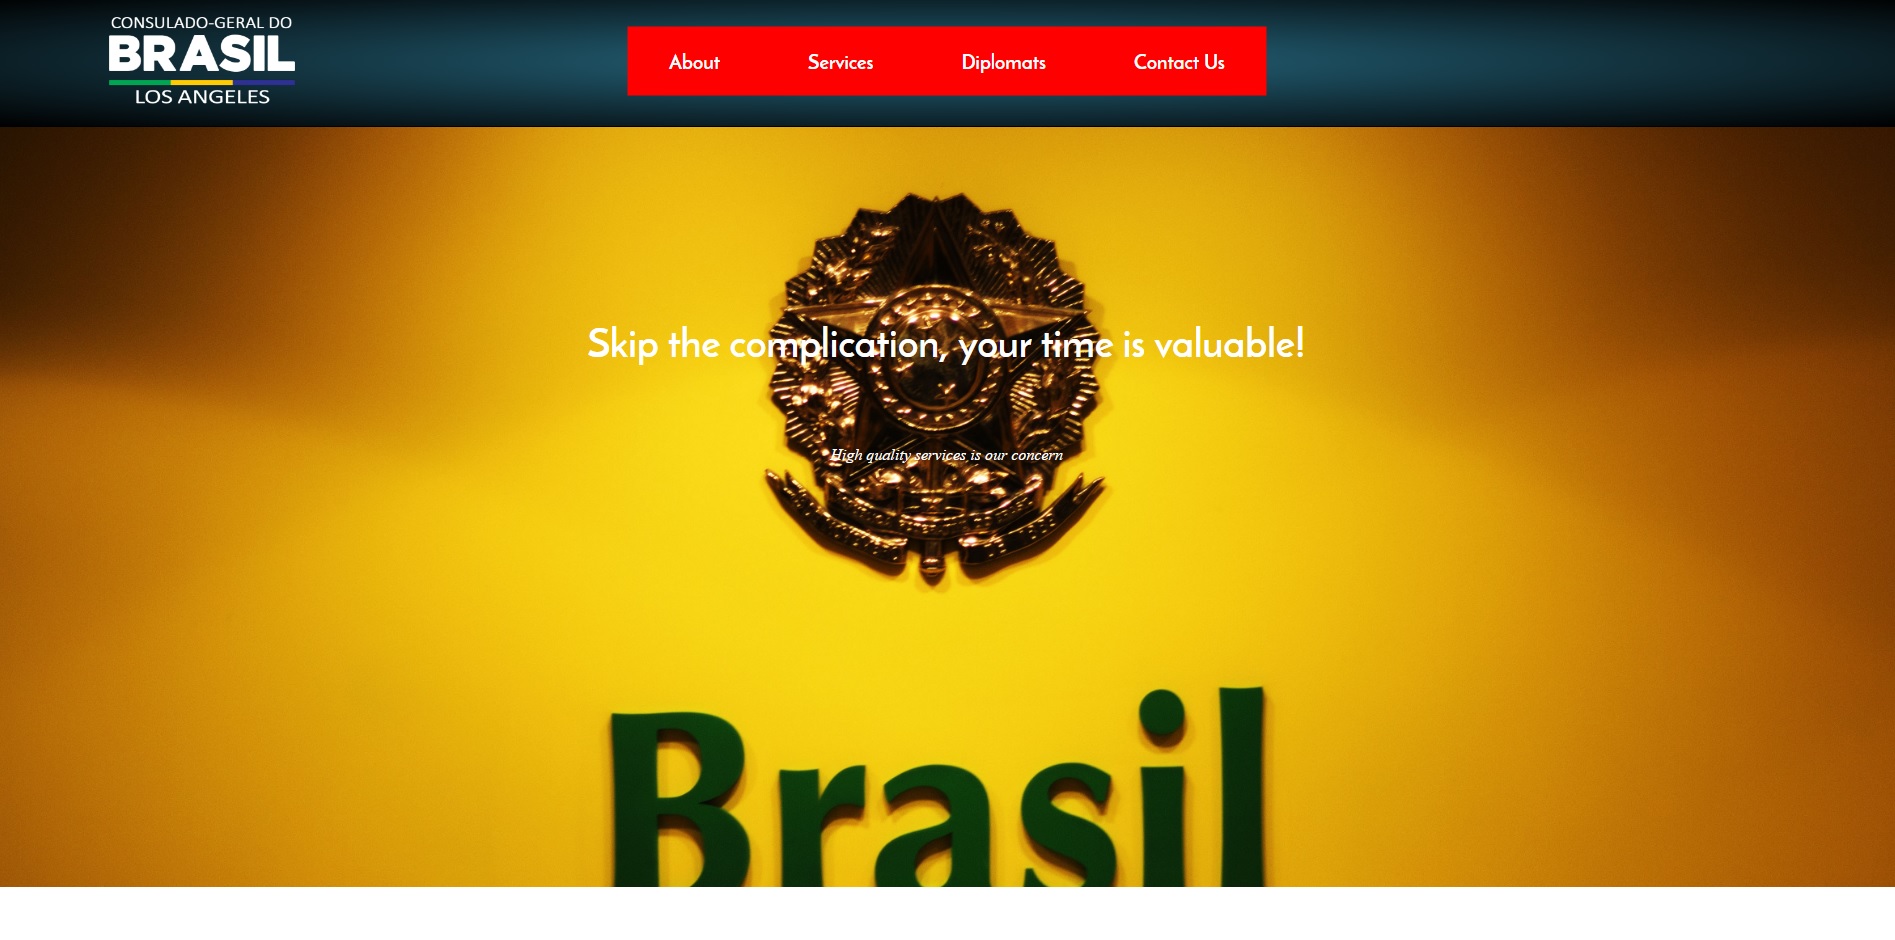 CONSULADO-GERAL DO
BRASIL
LOS ANGELES
About
Services
Diplomats
Contact Us
Skip the complication, your time is valuable!
High quality services is our concern
Brasil